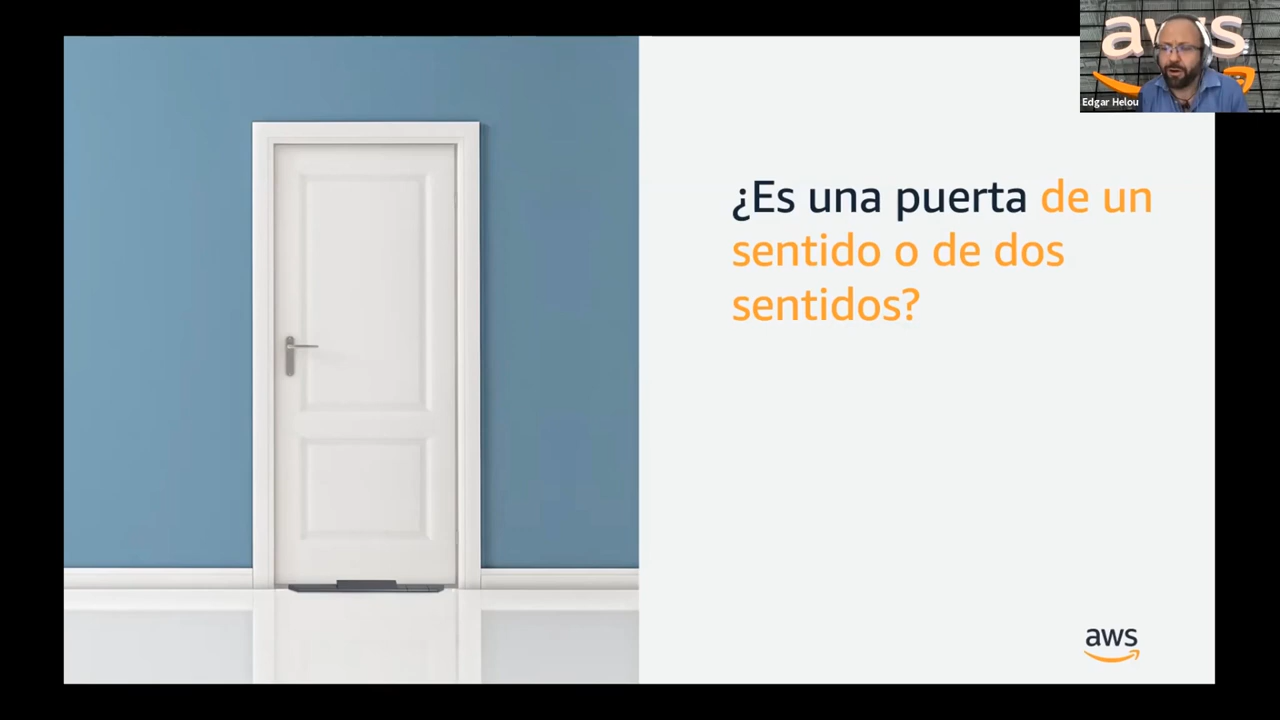 aws
Edgar Helou
¿Es una puerta de un
sentido o de dos
sentidos?
aws